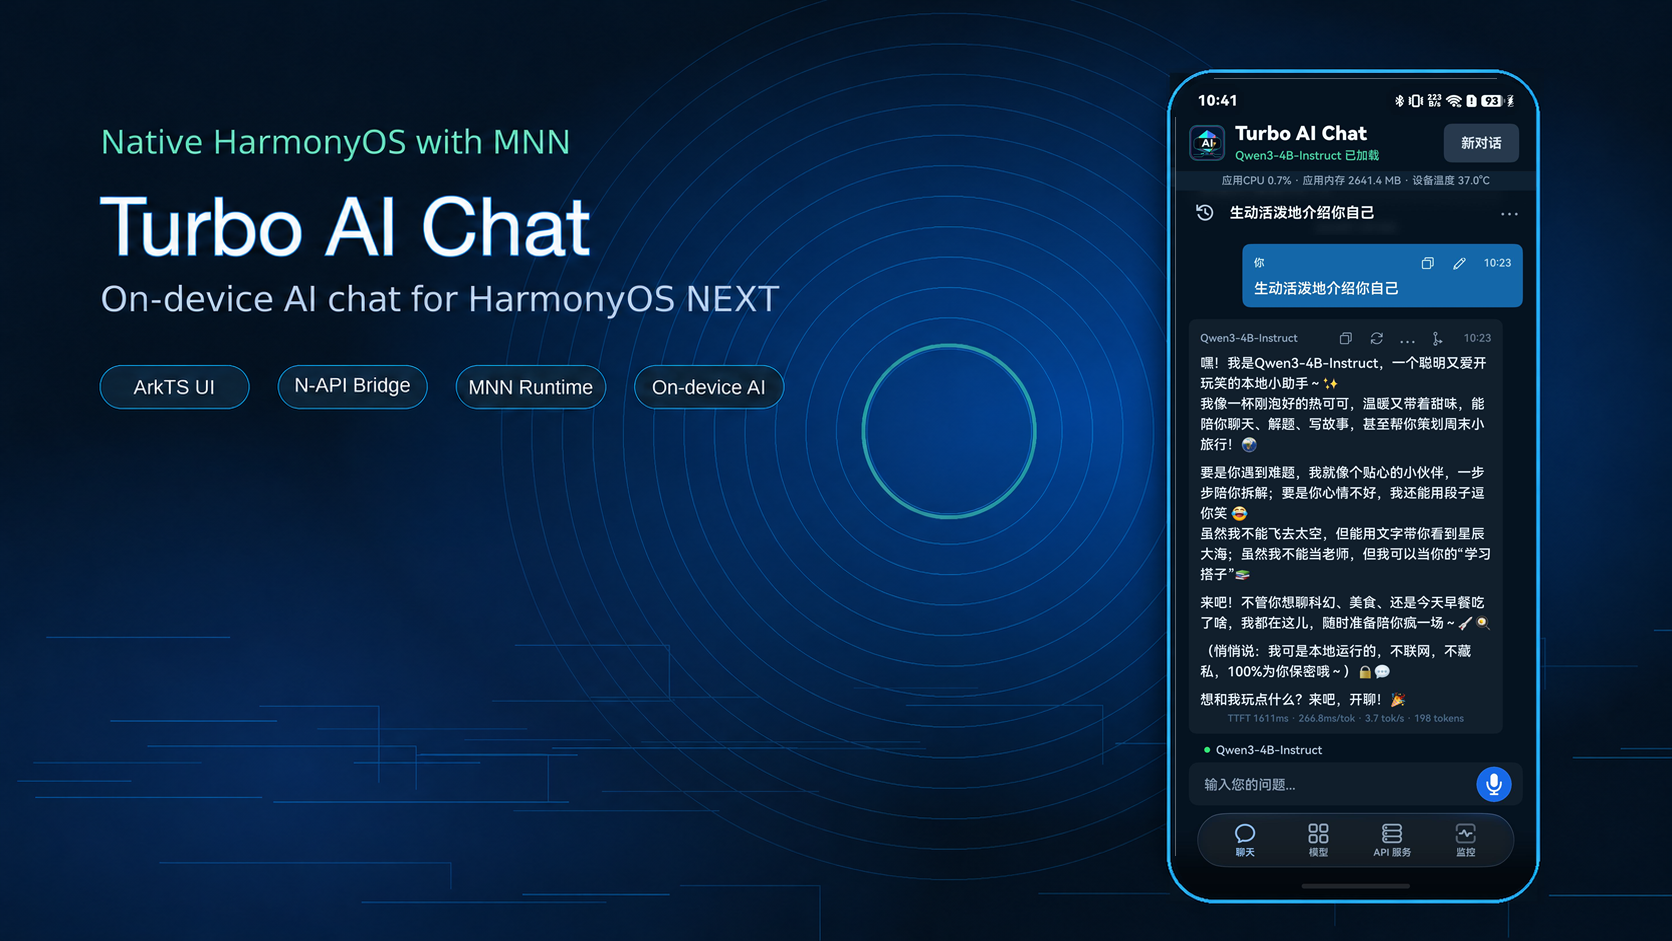 Native HarmonyOS with MNN
Turbo AI Chat
On-device AI chat for HarmonyOS NEXT
ArkTS UI
N-API Bridge
MNN Runtime
On-device AI
10:41
223 B/s
93
AI
Turbo AI Chat
Qwen3-4B-Instruct 已加载
新对话
应用CPU 0.7% · 应用内存 2641.4 MB · 设备温度 37.0°C
生动活泼地介绍你自己
你
10:23
生动活泼地介绍你自己
Qwen3-4B-Instruct
10:23
嘿！我是Qwen3-4B-Instruct，一个聪明又爱开
玩笑的本地小助手～✨
我像一杯刚泡好的热可可，温暖又带着甜味，能
陪你聊天、解题、写故事，甚至帮你策划周末小
旅行！🌍
要是你遇到难题，我就像个贴心的小伙伴，一步
步陪你拆解；要是你心情不好，我还能用段子逗
你笑 😂
虽然我不能飞去太空，但能用文字带你看到星辰
大海；虽然我不能当老师，但我可以当你的“学习
搭子”📚
来吧！不管你想聊科幻、美食、还是今天早餐吃
了啥，我都在这儿，随时准备陪你疯一场～🚀🍳
（悄悄说：我可是本地运行的，不联网，不藏
私，100%为你保密哦～）🔒💬
想和我玩点什么？来吧，开聊！🎉
TTFT 1611ms · 266.8ms/tok · 3.7 tok/s · 198 tokens
Qwen3-4B-Instruct
输入您的问题...
聊天
模型
API 服务
监控